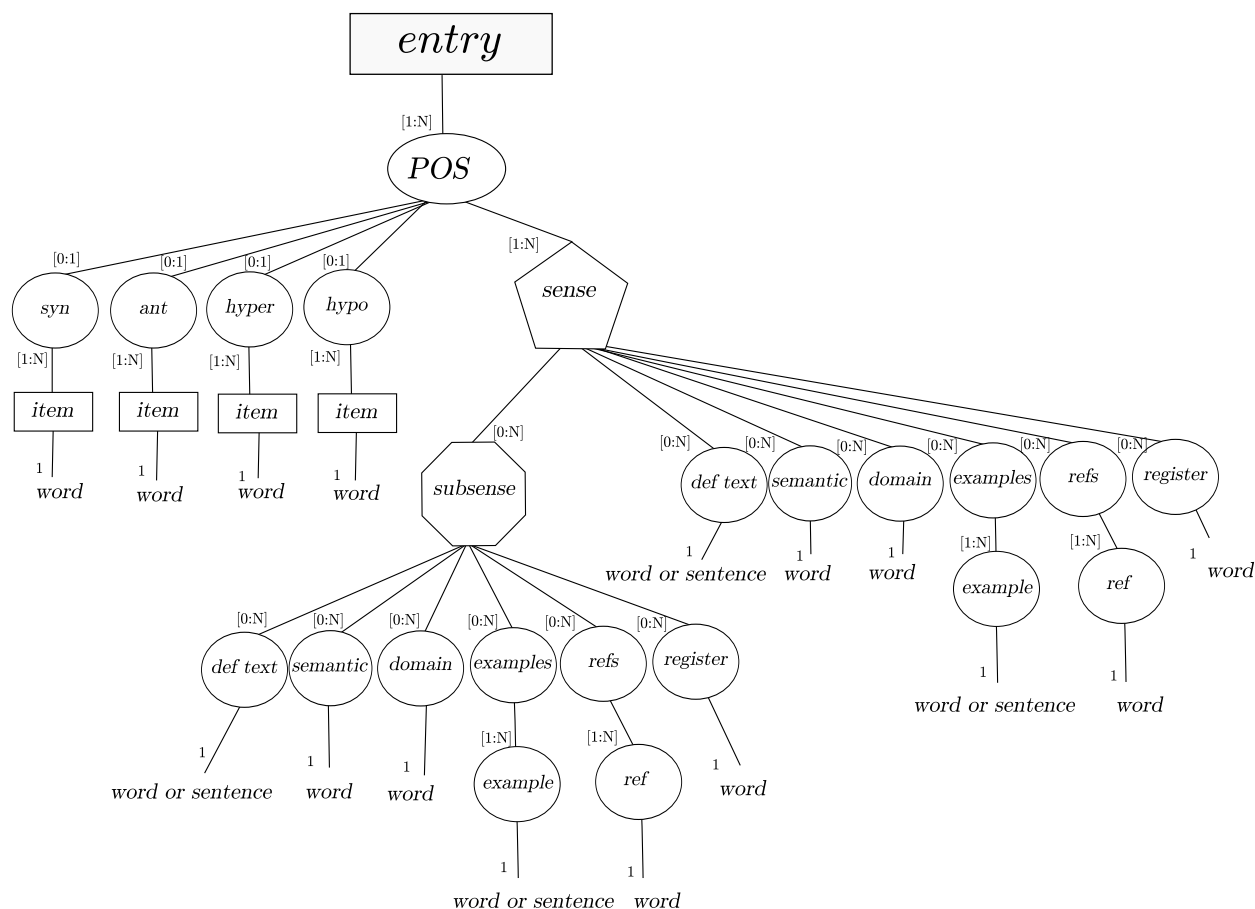 entry
[1:N]
POS
[0:1] [0:1] [0:1] [0:1] [1:N]
syn ant hyper hypo sense
[1:N] [1:N] [1:N] [1:N]
item item item item
[0:N] [0:N] [0:N] [0:N] [0:N] [0:N] [0:N]
1 1 1 1
word word word word
subsense def text semantic domain examples refs register
1 1 1 [1:N] [1:N] 1
word or sentence word word example ref word
[0:N] [0:N] [0:N] [0:N] [0:N] [0:N]
def text semantic domain examples refs register
1 1
word or sentence word
1 1 1 [1:N] [1:N] 1
word or sentence word word example ref word
1 1
word or sentence word